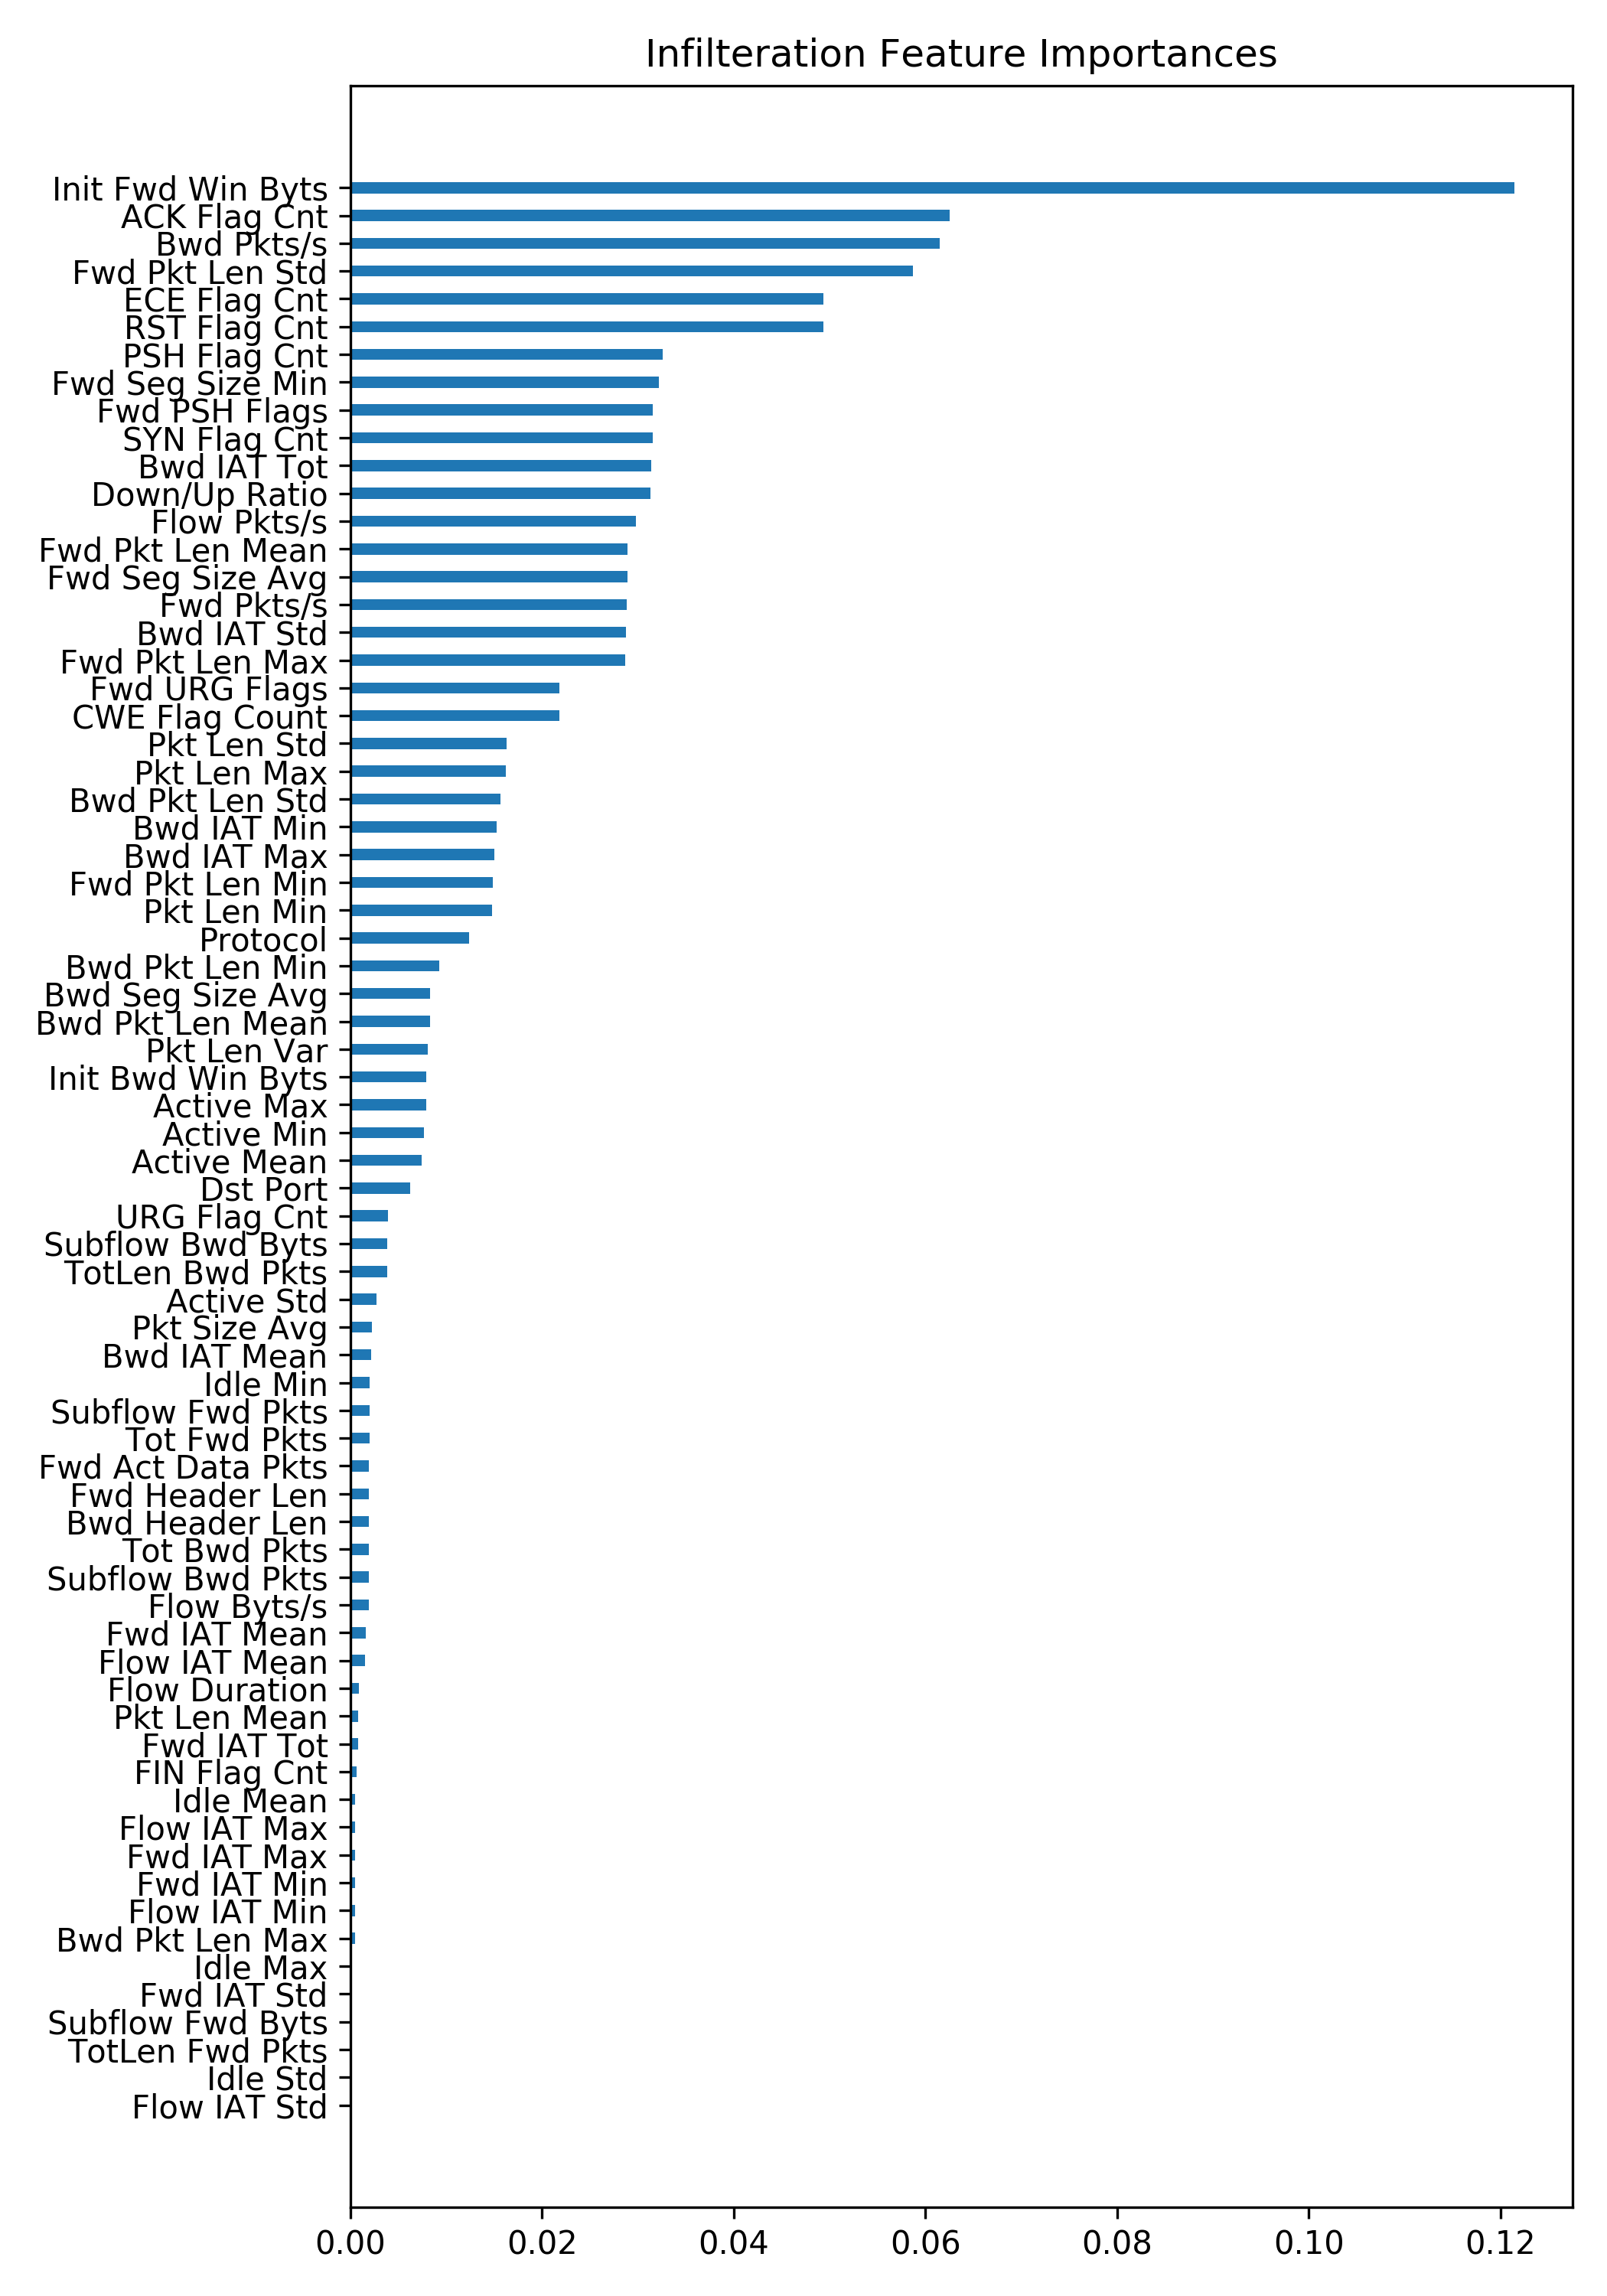 Infilteration Feature Importances
Init Fwd Win Byts
ACK Flag Cnt
Bwd Pkts/s
Fwd Pkt Len Std
ECE Flag Cnt
RST Flag Cnt
PSH Flag Cnt
Fwd Seg Size Min
Fwd PSH Flags
SYN Flag Cnt
Bwd IAT Tot
Down/Up Ratio
Flow Pkts/s
Fwd Pkt Len Mean
Fwd Seg Size Avg
Fwd Pkts/s
Bwd IAT Std
Fwd Pkt Len Max
Fwd URG Flags
CWE Flag Count
Pkt Len Std
Pkt Len Max
Bwd Pkt Len Std
Bwd IAT Min
Bwd IAT Max
Fwd Pkt Len Min
Pkt Len Min
Protocol
Bwd Pkt Len Min
Bwd Seg Size Avg
Bwd Pkt Len Mean
Pkt Len Var
Init Bwd Win Byts
Active Max
Active Min
Active Mean
Dst Port
URG Flag Cnt
Subflow Bwd Byts
TotLen Bwd Pkts
Active Std
Pkt Size Avg
Bwd IAT Mean
Idle Min
Subflow Fwd Pkts
Tot Fwd Pkts
Fwd Act Data Pkts
Fwd Header Len
Bwd Header Len
Tot Bwd Pkts
Subflow Bwd Pkts
Flow Byts/s
Fwd IAT Mean
Flow IAT Mean
Flow Duration
Pkt Len Mean
Fwd IAT Tot
FIN Flag Cnt
Idle Mean
Flow IAT Max
Fwd IAT Max
Fwd IAT Min
Flow IAT Min
Bwd Pkt Len Max
Idle Max
Fwd IAT Std
Subflow Fwd Byts
TotLen Fwd Pkts
Idle Std
Flow IAT Std
0.00 0.02 0.04 0.06 0.08 0.10 0.12